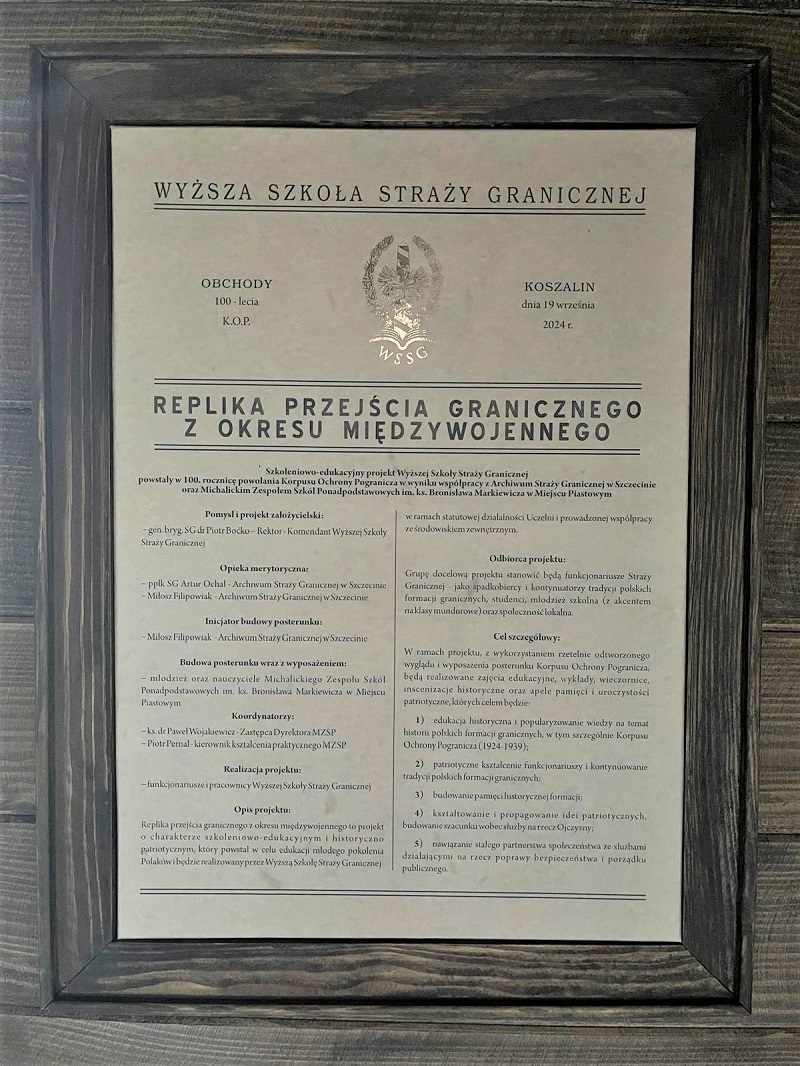 WYŻSZA SZKOŁA STRAŻY GRANICZNEJ
OBCHODY
100 - lecia
K.O.P.
WSSG
KOSZALIN
dnia 19 września
2024 r.
REPLIKA PRZEJŚCIA GRANICZNEGO
Z OKRESU MIĘDZYWOJENNEGO
Szkoleniowo-edukacyjny projekt Wyższej Szkoły Straży Granicznej
powstały w 100. rocznicę powołania Korpusu Ochrony Pogranicza w wyniku współpracy z Archiwum Straży Granicznej w Szczecinie
oraz Michalickim Zespołem Szkół Ponadpodstawowych im. ks. Bronisława Markiewicza w Miejscu Piastowym
Pomysł i projekt założycielski:
– gen. bryg. SG dr Piotr Boćko – Rektor - Komendant Wyższej Szkoły
Straży Granicznej
Opieka merytoryczna:
– ppłk SG Artur Ochał - Archiwum Straży Granicznej w Szczecinie
– Miłosz Filipowiak - Archiwum Straży Granicznej w Szczecinie
Inicjator budowy posterunku:
– Miłosz Filipowiak - Archiwum Straży Granicznej w Szczecinie
Budowa posterunku wraz z wyposażeniem:
– młodzież oraz nauczyciele Michalickiego Zespołu Szkół
Ponadpodstawowych im. ks. Bronisława Markiewicza w Miejscu
Piastowym
Koordynatorzy:
– ks. dr Paweł Wojakiewicz - Zastępca Dyrektora MZSP
– Piotr Pernal - kierownik kształcenia praktycznego MZSP
Realizacja projektu:
– funkcjonariusze i pracownicy Wyższej Szkoły Straży Granicznej
Opis projektu:
Replika przejścia granicznego z okresu międzywojennego to projekt
o charakterze szkoleniowo-edukacyjnym i historyczno
patriotycznym, który powstał w celu edukacji młodego pokolenia
Polaków i będzie realizowany przez Wyższą Szkołę Straży Granicznej
w ramach statutowej działalności Uczelni i prowadzonej współpracy
ze środowiskiem zewnętrznym.
Odbiorca projektu:
Grupę docelową projektu stanowić będą funkcjonariusze Straży
Granicznej - jako spadkobiercy i kontynuatorzy tradycji polskich
formacji granicznych, studenci, młodzież szkolna (z akcentem
na klasy mundurowe) oraz społeczność lokalna.
Cel szczegółowy:
W ramach projektu, z wykorzystaniem rzetelnie odtworzonego
wyglądu i wyposażenia posterunku Korpusu Ochrony Pogranicza,
będą realizowane zajęcia edukacyjne, wykłady, wieczornice,
inscenizacje historyczne oraz apele pamięci i uroczystości
patriotyczne, których celem będzie:
1) edukacja historyczna i popularyzowanie wiedzy na temat
historii polskich formacji granicznych, w tym szczególnie Korpusu
Ochrony Pogranicza (1924-1939);
2) patriotyczne kształcenie funkcjonariuszy i kontynuowanie
tradycji polskich formacji granicznych;
3) budowanie pamięci historycznej formacji;
4) kształtowanie i propagowanie idei patriotycznych,
budowanie szacunku wobec służby na rzecz Ojczyzny;
5) nawiązanie stałego partnerstwa społeczeństwa ze służbami
działającymi na rzecz poprawy bezpieczeństwa i porządku
publicznego.